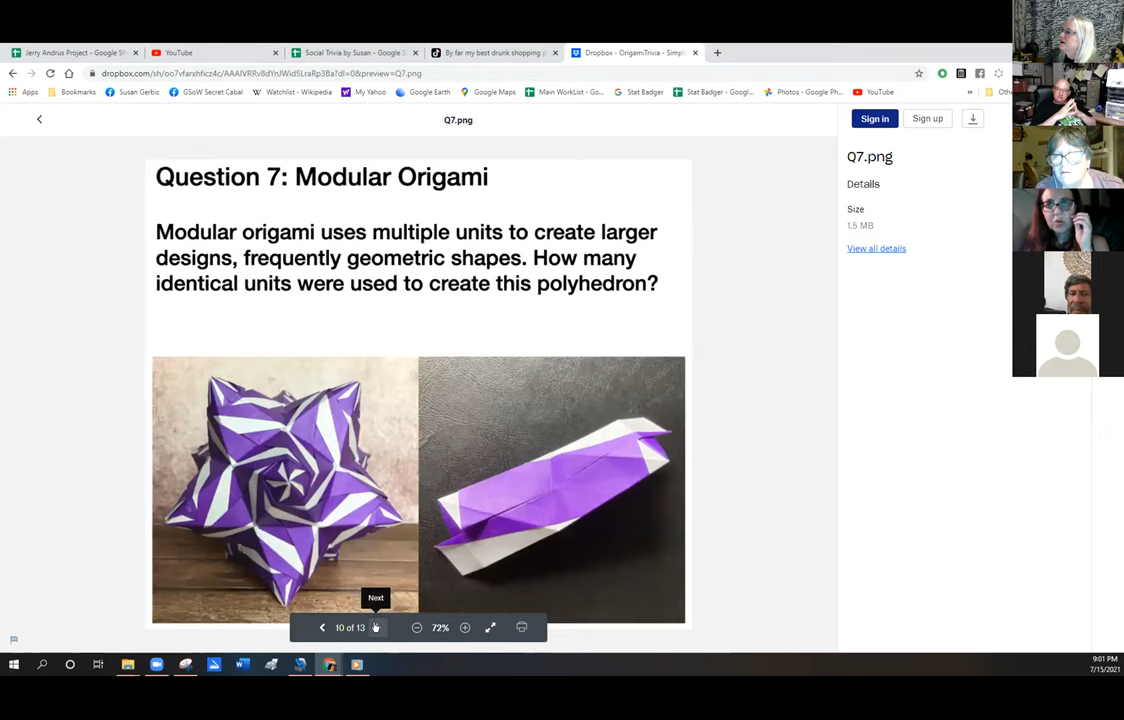 Jerry Andrus Project - Google Sh
YouTube
Social Trivia by Susan - Google S
By far my best drunk shopping p
Dropbox - OrigamiTrivia - Simpl
dropbox.com/sh/oo7vfarxhficz4c/AAAIVRRv8dYnJWid5LraRp3Ba?dl=0&preview=Q7.png
Apps
Bookmarks
Susan Gerbic
GSoW Secret Cabal
Watchlist - Wikipedia
My Yahoo
Google Earth
Google Maps
Main WorkList - Go...
Stat Badger
Stat Badger - Googl...
Photos - Google Ph...
YouTube
»
Q7.png
Sign in
Sign up
Question 7: Modular Origami
Modular origami uses multiple units to create larger
designs, frequently geometric shapes. How many
identical units were used to create this polyhedron?
Q7.png
Details
Size
1.5 MB
View all details
Next
10 of 13
72%
9:01 PM
7/15/2021